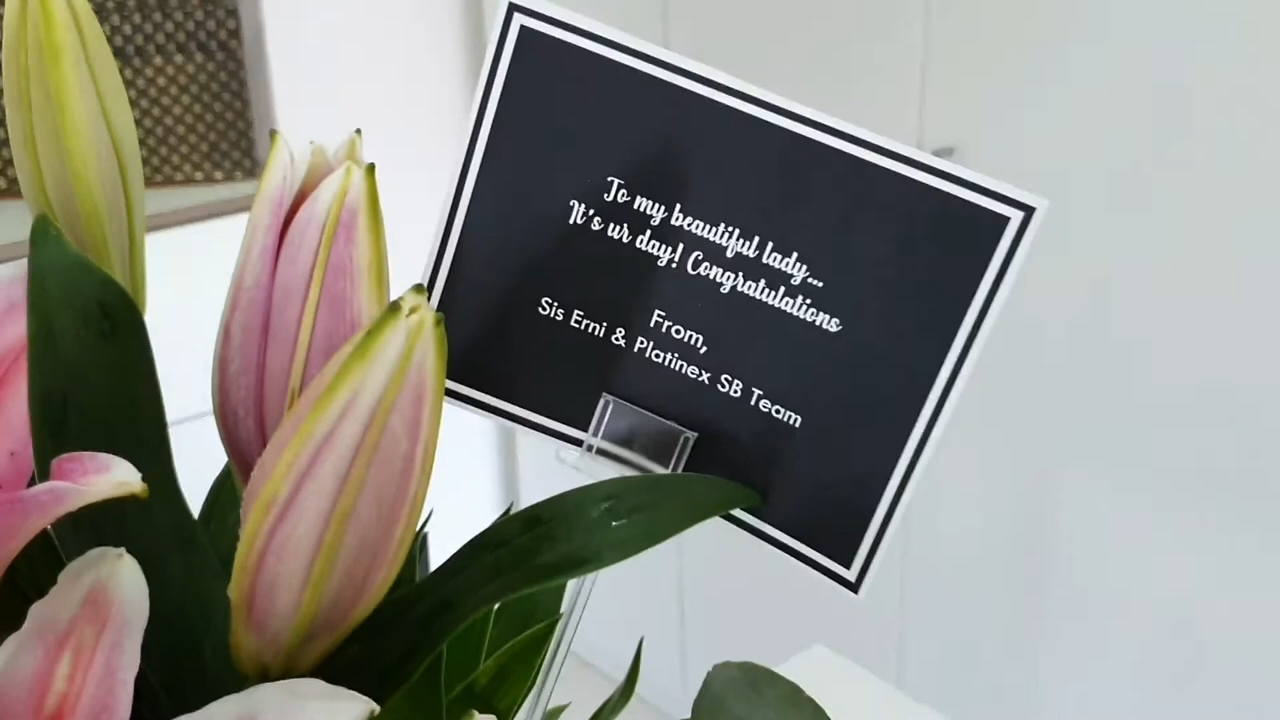 To my beautiful lady...
It's ur day! Congratulations
From,
Sis Erni & Platinex SB Team